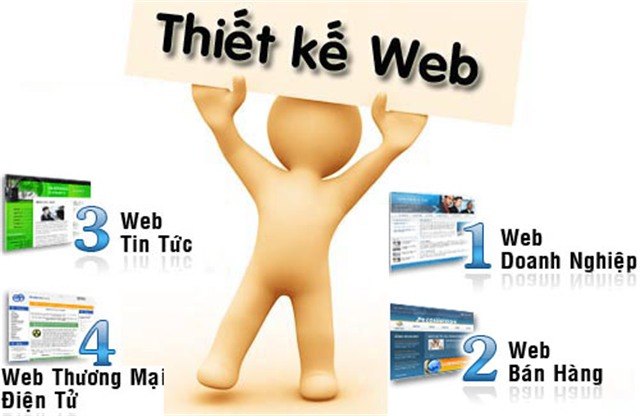 Thiết kế Web
1
Web
Doanh Nghiệp
2
Web
Bán Hàng
3
Web
Tin Tức
4
Web Thương Mại
Điện Tử